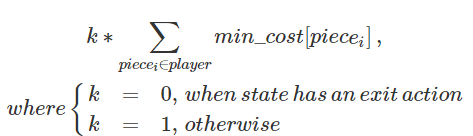 k * ∑ min_cost[piece_i] ,
piece_i∈player
where { k = 0, when state has an exit action
k = 1, otherwise